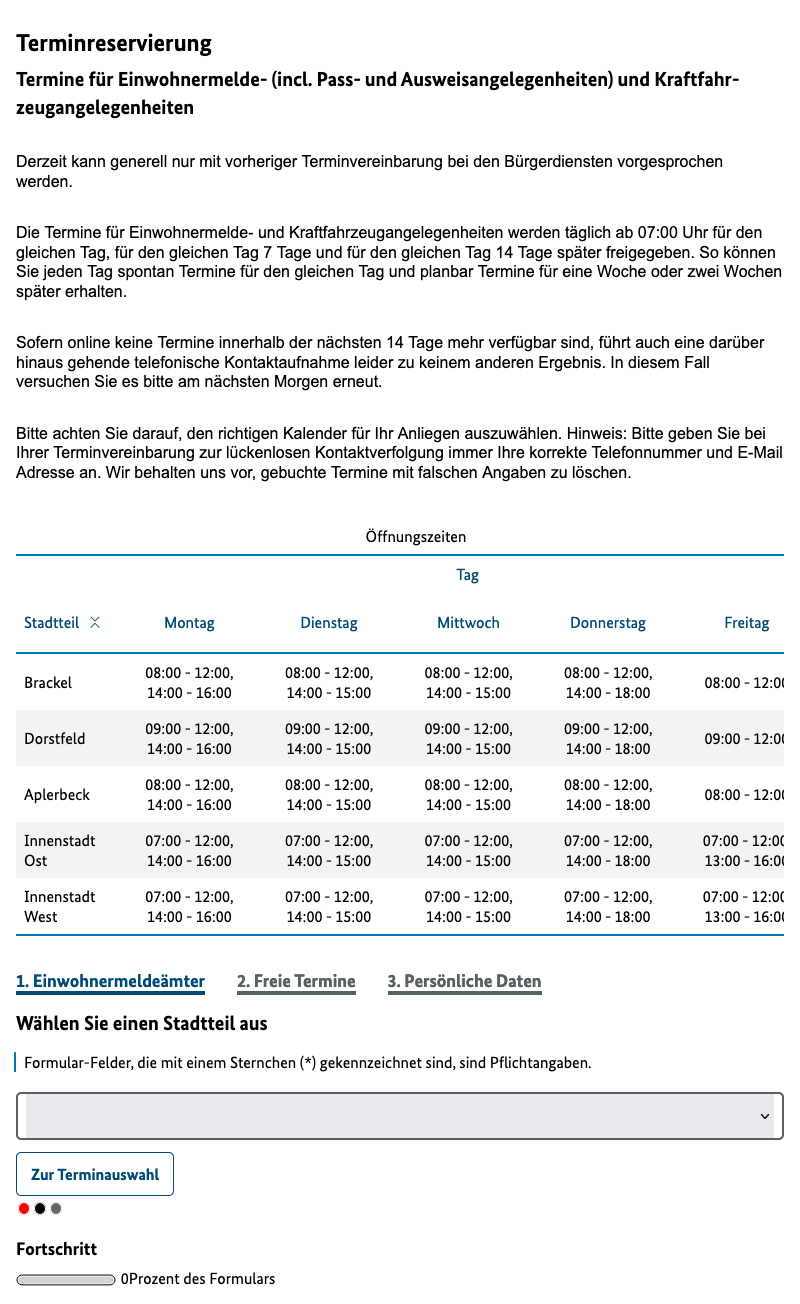 Terminreservierung
Termine für Einwohnermelde- (incl. Pass- und Ausweisangelegenheiten) und Kraftfahr-
zeugangelegenheiten
Derzeit kann generell nur mit vorheriger Terminvereinbarung bei den Bürgerdiensten vorgesprochen
werden.
Die Termine für Einwohnermelde- und Kraftfahrzeugangelegenheiten werden täglich ab 07:00 Uhr für den
gleichen Tag, für den gleichen Tag 7 Tage und für den gleichen Tag 14 Tage später freigegeben. So können
Sie jeden Tag spontan Termine für den gleichen Tag und planbar Termine für eine Woche oder zwei Wochen
später erhalten.
Sofern online keine Termine innerhalb der nächsten 14 Tage mehr verfügbar sind, führt auch eine darüber
hinaus gehende telefonische Kontaktaufnahme leider zu keinem anderen Ergebnis. In diesem Fall
versuchen Sie es bitte am nächsten Morgen erneut.
Bitte achten Sie darauf, den richtigen Kalender für Ihr Anliegen auszuwählen. Hinweis: Bitte geben Sie bei
Ihrer Terminvereinbarung zur lückenlosen Kontaktverfolgung immer Ihre korrekte Telefonnummer und E-Mail
Adresse an. Wir behalten uns vor, gebuchte Termine mit falschen Angaben zu löschen.
Öffnungszeiten
Tag
Stadtteil Montag Dienstag Mittwoch Donnerstag Freitag
Brackel 08:00 - 12:00, 08:00 - 12:00, 08:00 - 12:00, 08:00 - 12:00, 08:00 - 12:00
14:00 - 16:00 14:00 - 15:00 14:00 - 15:00 14:00 - 18:00
Dorstfeld 09:00 - 12:00, 09:00 - 12:00, 09:00 - 12:00, 09:00 - 12:00, 09:00 - 12:00
14:00 - 16:00 14:00 - 15:00 14:00 - 15:00 14:00 - 18:00
Aplerbeck 08:00 - 12:00, 08:00 - 12:00, 08:00 - 12:00, 08:00 - 12:00, 08:00 - 12:00
14:00 - 16:00 14:00 - 15:00 14:00 - 15:00 14:00 - 18:00
Innenstadt 07:00 - 12:00, 07:00 - 12:00, 07:00 - 12:00, 07:00 - 12:00, 07:00 - 12:00
Ost 14:00 - 16:00 14:00 - 15:00 14:00 - 15:00 14:00 - 18:00 13:00 - 16:00
Innenstadt 07:00 - 12:00, 07:00 - 12:00, 07:00 - 12:00, 07:00 - 12:00, 07:00 - 12:00
West 14:00 - 16:00 14:00 - 15:00 14:00 - 15:00 14:00 - 18:00 13:00 - 16:00
1. Einwohnermeldeämter 2. Freie Termine 3. Persönliche Daten
Wählen Sie einen Stadtteil aus
Formular-Felder, die mit einem Sternchen (*) gekennzeichnet sind, sind Pflichtangaben.
Zur Terminauswahl
Fortschritt
0Prozent des Formulars